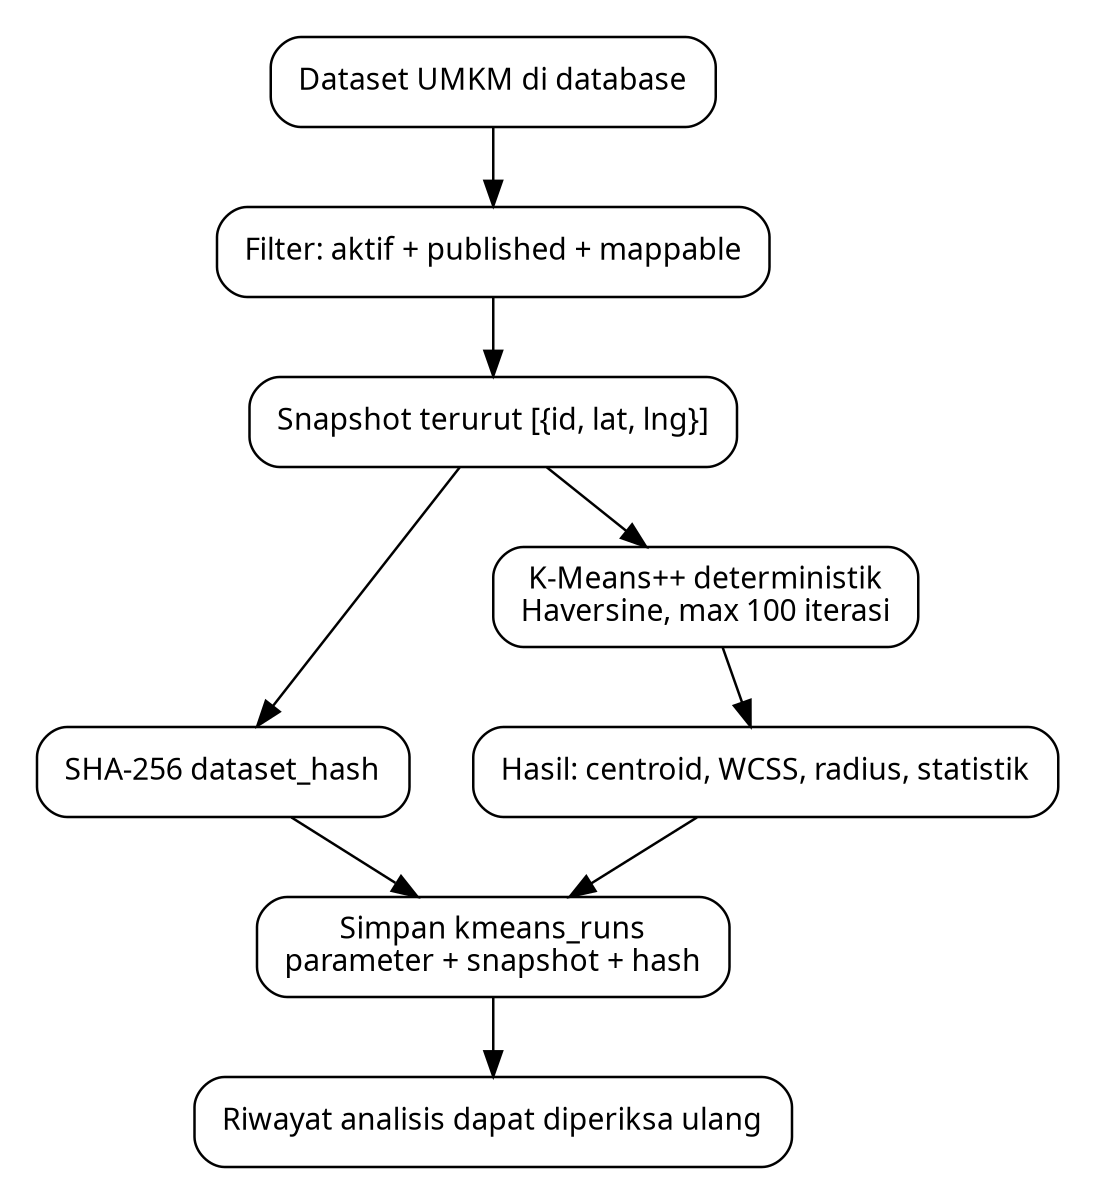 Dataset UMKM di database
Filter: aktif + published + mappable
Snapshot terurut [{id, lat, lng}]
K-Means++ deterministik
Haversine, max 100 iterasi
SHA-256 dataset_hash
Hasil: centroid, WCSS, radius, statistik
Simpan kmeans_runs
parameter + snapshot + hash
Riwayat analisis dapat diperiksa ulang